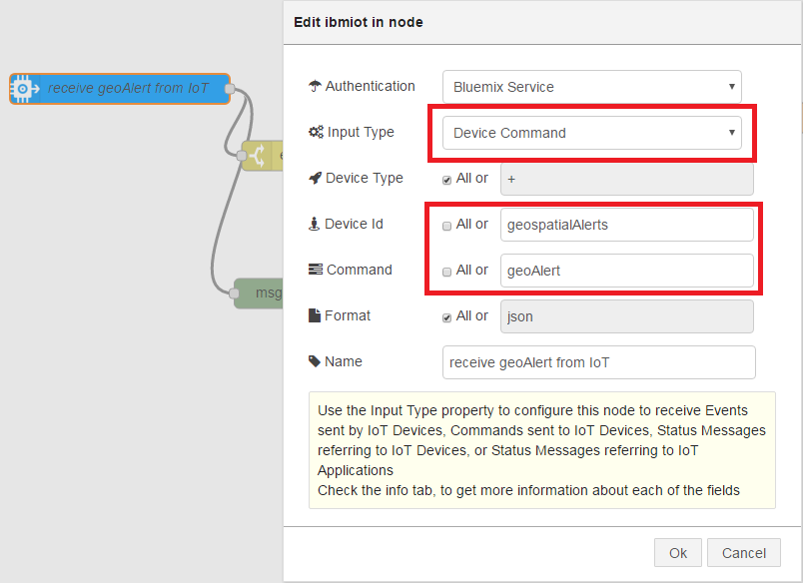 Edit ibmiot in node
receive geoAlert from IoT
Authentication Bluemix Service
Input Type Device Command
Device Type All or +
Device Id All or geospatialAlerts
Command All or geoAlert
msg
Format All or json
Name receive geoAlert from IoT
Use the Input Type property to configure this node to receive Events
sent by IoT Devices, Commands sent to IoT Devices, Status Messages
referring to IoT Devices, or Status Messages referring to IoT
Applications
Check the info tab, to get more information about each of the fields
Ok Cancel